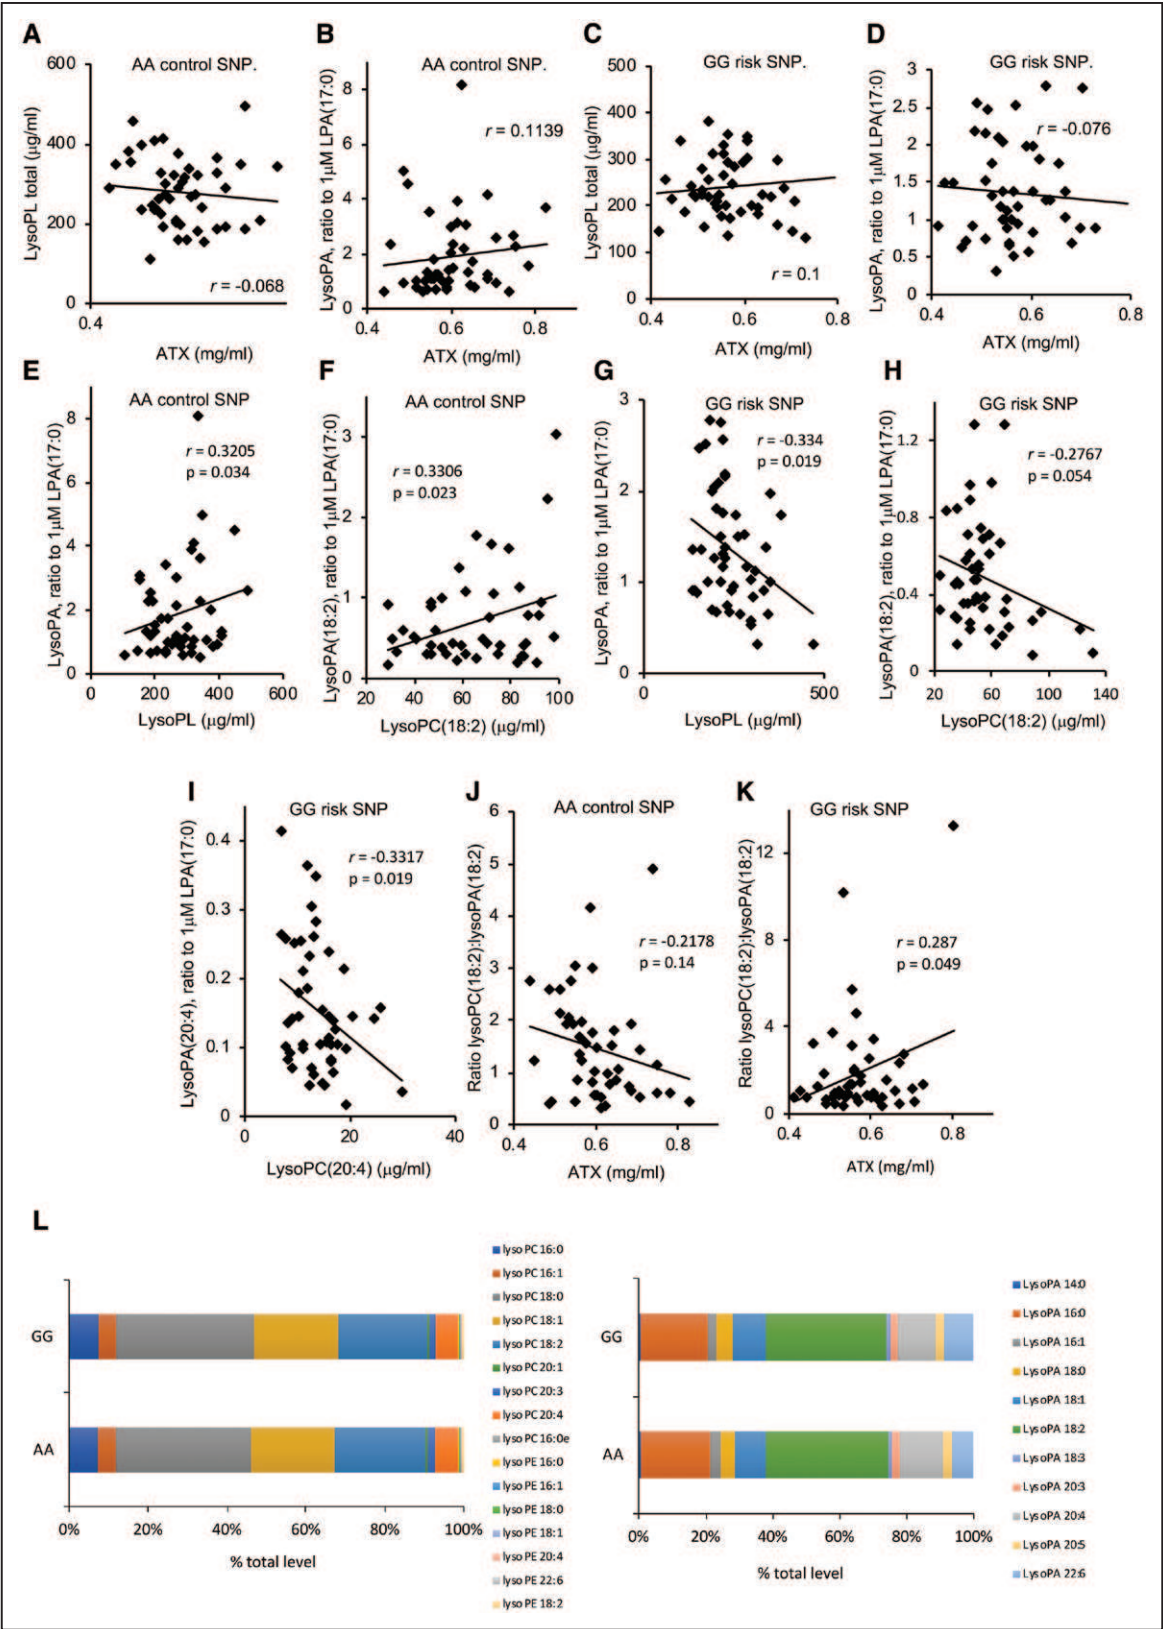 A
AA control SNP.
LysoPL total (µg/ml)
600
400
200
0
0.4
r = -0.068
ATX (mg/ml)
B
AA control SNP.
LysoPA, ratio to 1µM LPA(17:0)
8
6
4
2
0
r = 0.1139
0.4
0.6
0.8
ATX (mg/ml)
C
GG risk SNP.
LysoPL total (µg/ml)
500
400
300
200
100
0
r = 0.1
0.4
0.6
0.8
ATX (mg/ml)
D
GG risk SNP.
LysoPA, ratio to 1µM LPA(17:0)
3
2.5
2
1.5
1
0.5
0
r = -0.076
0.4
0.6
0.8
ATX (mg/ml)
E
AA control SNP
LysoPA, ratio to 1µM LPA(17:0)
8
6
4
2
0
r = 0.3205
p = 0.034
0
200
400
600
LysoPL (µg/ml)
F
AA control SNP
LysoPA(18:2), ratio to 1µM LPA(17:0)
3
2
1
0
r = 0.3306
p = 0.023
20
40
60
80
100
LysoPC(18:2) (µg/ml)
G
GG risk SNP
LysoPA, ratio to 1µM LPA(17:0)
3
2
1
0
r = -0.334
p = 0.019
0
500
LysoPL (µg/ml)
H
GG risk SNP
LysoPA(18:2), ratio to 1µM LPA(17:0)
1.2
0.8
0.4
0
r = -0.2767
p = 0.054
20
60
100
140
LysoPC(18:2) (µg/ml)
I
GG risk SNP
LysoPA(20:4), ratio to 1µM LPA(17:0)
0.4
0.3
0.2
0.1
0
r = -0.3317
p = 0.019
0
20
40
LysoPC(20:4) (µg/ml)
J
AA control SNP
Ratio lysoPC(18:2):lysoPA(18:2)
6
5
4
3
2
1
0
r = -0.2178
p = 0.14
0.4
0.6
0.8
ATX (mg/ml)
K
GG risk SNP
Ratio lysoPC(18:2):lysoPA(18:2)
12
8
4
0
r = 0.287
p = 0.049
0.4
0.6
0.8
ATX (mg/ml)
L
GG
AA
0%
20%
40%
60%
80%
100%
% total level
lyso PC 16:0
lyso PC 16:1
lyso PC 18:0
lyso PC 18:1
lyso PC 18:2
lyso PC 20:1
lyso PC 20:3
lyso PC 20:4
lyso PC 16:0e
lyso PE 16:0
lyso PE 16:1
lyso PE 18:0
lyso PE 18:1
lyso PE 20:4
lyso PE 22:6
lyso PE 18:2
GG
AA
0%
20%
40%
60%
80%
100%
% total level
LysoPA 14:0
LysoPA 16:0
LysoPA 16:1
LysoPA 18:0
LysoPA 18:1
LysoPA 18:2
LysoPA 18:3
LysoPA 20:3
LysoPA 20:4
LysoPA 20:5
LysoPA 22:6